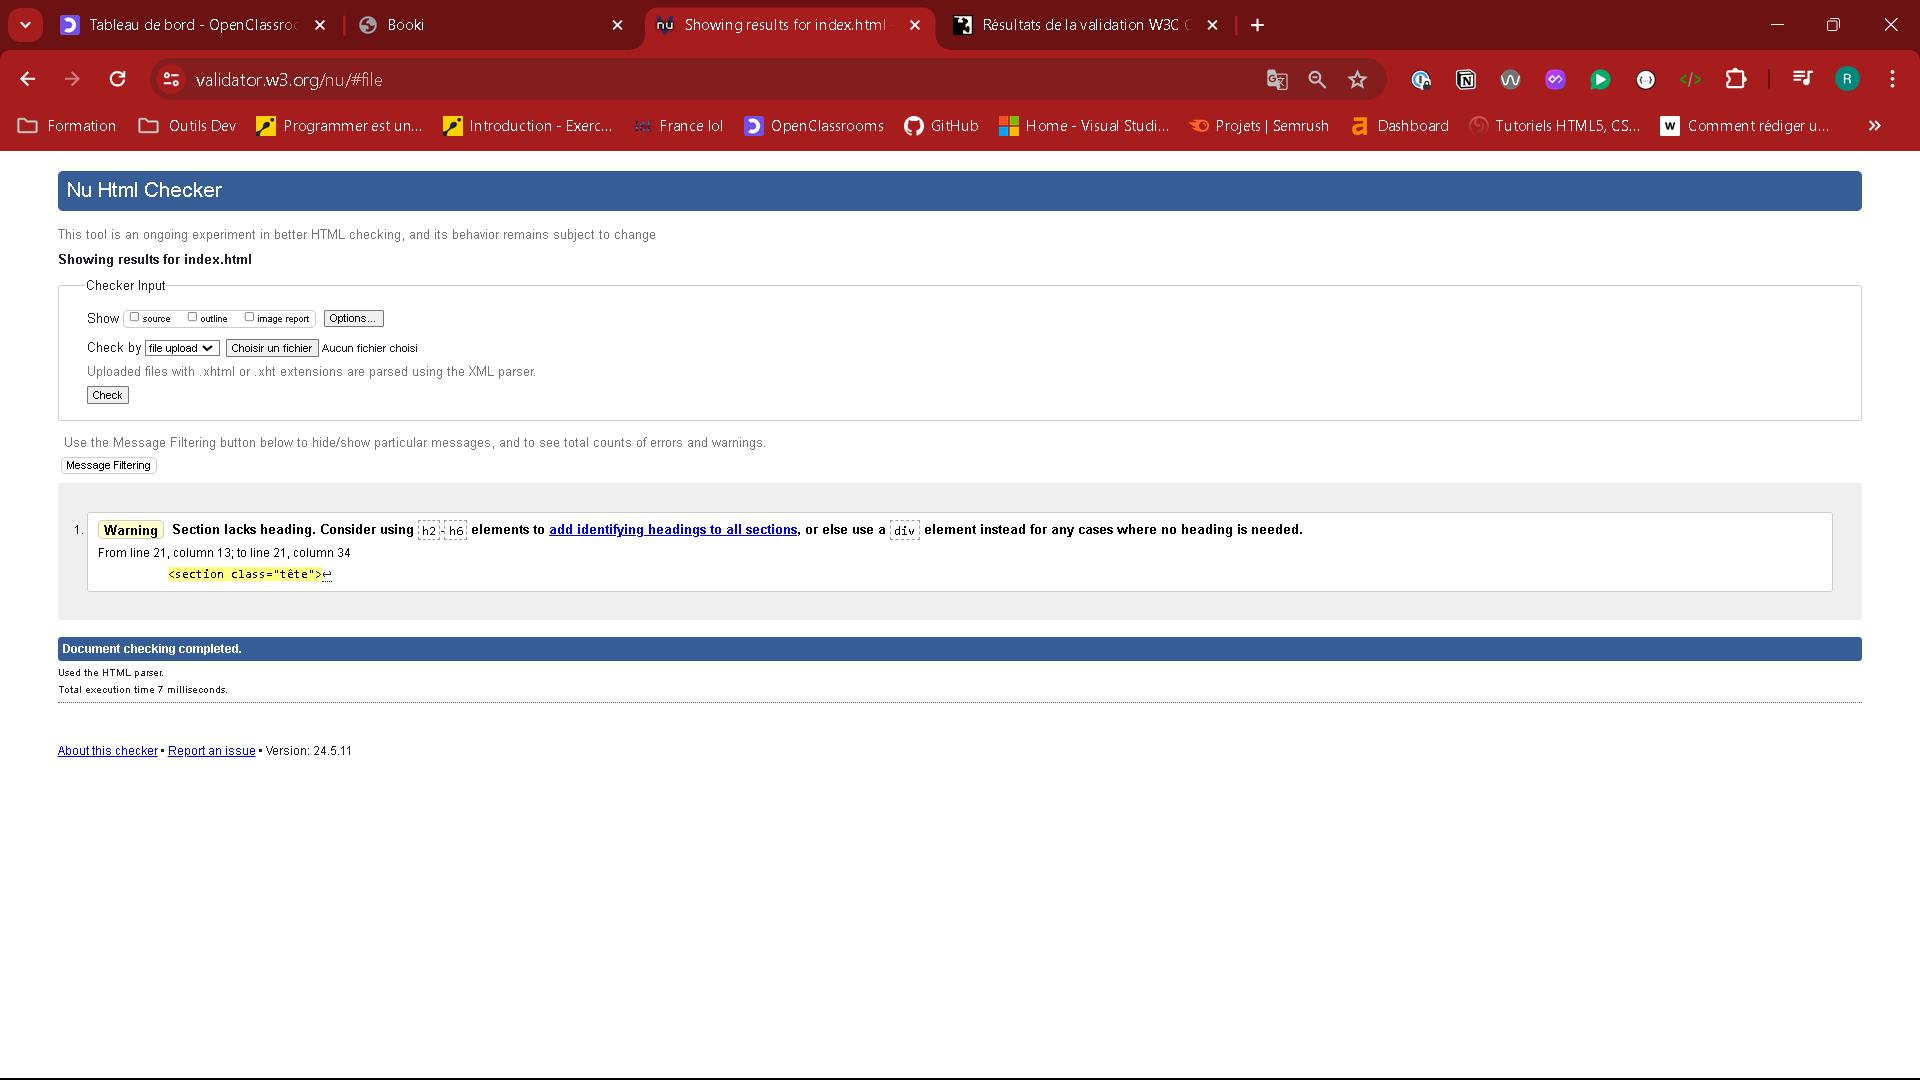 Tableau de bord - OpenClassroo
Booki
Showing results for index.html -
Résultats de la validation W3C C
validator.w3.org/nu/#file
R
Formation
Outils Dev
Programmer est un...
Introduction - Exerc...
France Iol
OpenClassrooms
GitHub
Home - Visual Studi...
Projets | Semrush
Dashboard
Tutoriels HTML5, CS...
W Comment rédiger u...
Nu Html Checker
This tool is an ongoing experiment in better HTML checking, and its behavior remains subject to change
Showing results for index.html
Checker Input
Show source outline image report Options...
Check by file upload Choisir un fichier Aucun fichier choisi
Uploaded files with .xhtml or .xht extensions are parsed using the XML parser.
Check
Use the Message Filtering button below to hide/show particular messages, and to see total counts of errors and warnings.
Message Filtering
1. Warning Section lacks heading. Consider using h2-h6 elements to add identifying headings to all sections, or else use a div element instead for any cases where no heading is needed.
From line 21, column 13; to line 21, column 34
<section class="tête">↩
Document checking completed.
Used the HTML parser.
Total execution time 7 milliseconds.
About this checker • Report an issue • Version: 24.5.11